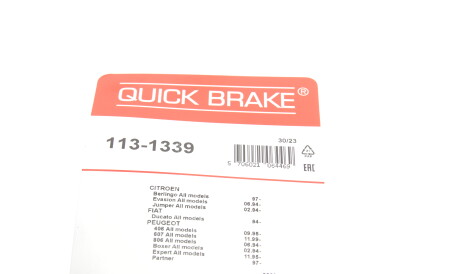 QUICK BRAKE®
113-1339
30/23
EAC
CITROEN
Berlingo All models 97-
Evasion All models 06.94-
Jumper All models 02.94-
FIAT
Ducato All models 94-
PEUGEOT
406 All models 09.95-
607 All models 11.99-
806 All models 06.94-
Boxer All models 02.94-
Expert All models 11.95-
Partner 97-